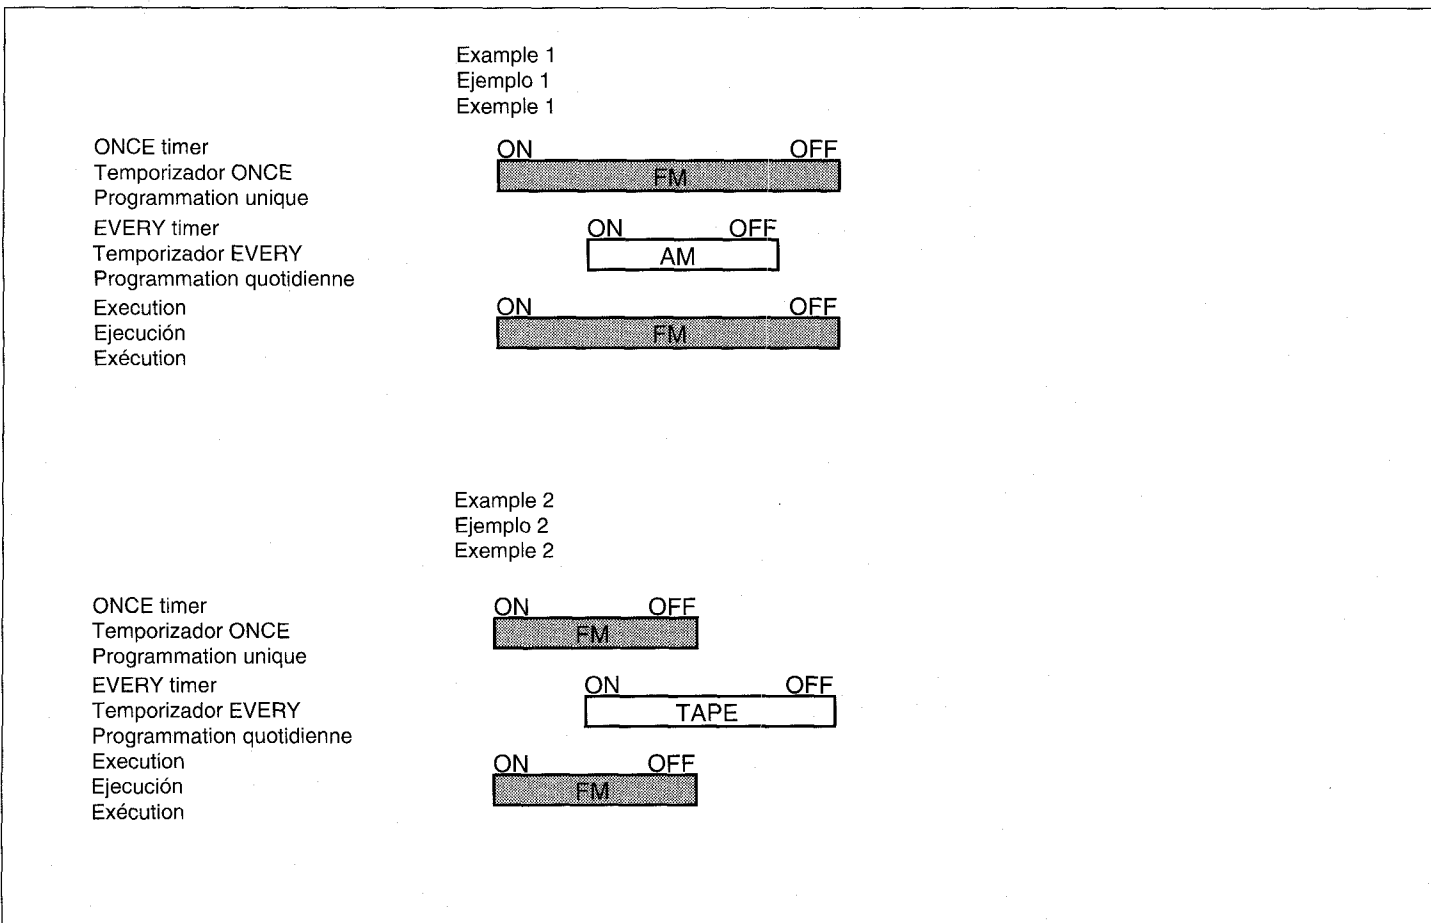 Example 1
Ejemplo 1
Exemple 1
ONCE timer
Temporizador ONCE
Programmation unique
ON OFF
FM
EVERY timer
Temporizador EVERY
Programmation quotidienne
ON OFF
AM
Execution
Ejecución
Exécution
ON OFF
FM
Example 2
Ejemplo 2
Exemple 2
ONCE timer
Temporizador ONCE
Programmation unique
ON OFF
FM
EVERY timer
Temporizador EVERY
Programmation quotidienne
ON OFF
TAPE
Execution
Ejecución
Exécution
ON OFF
FM